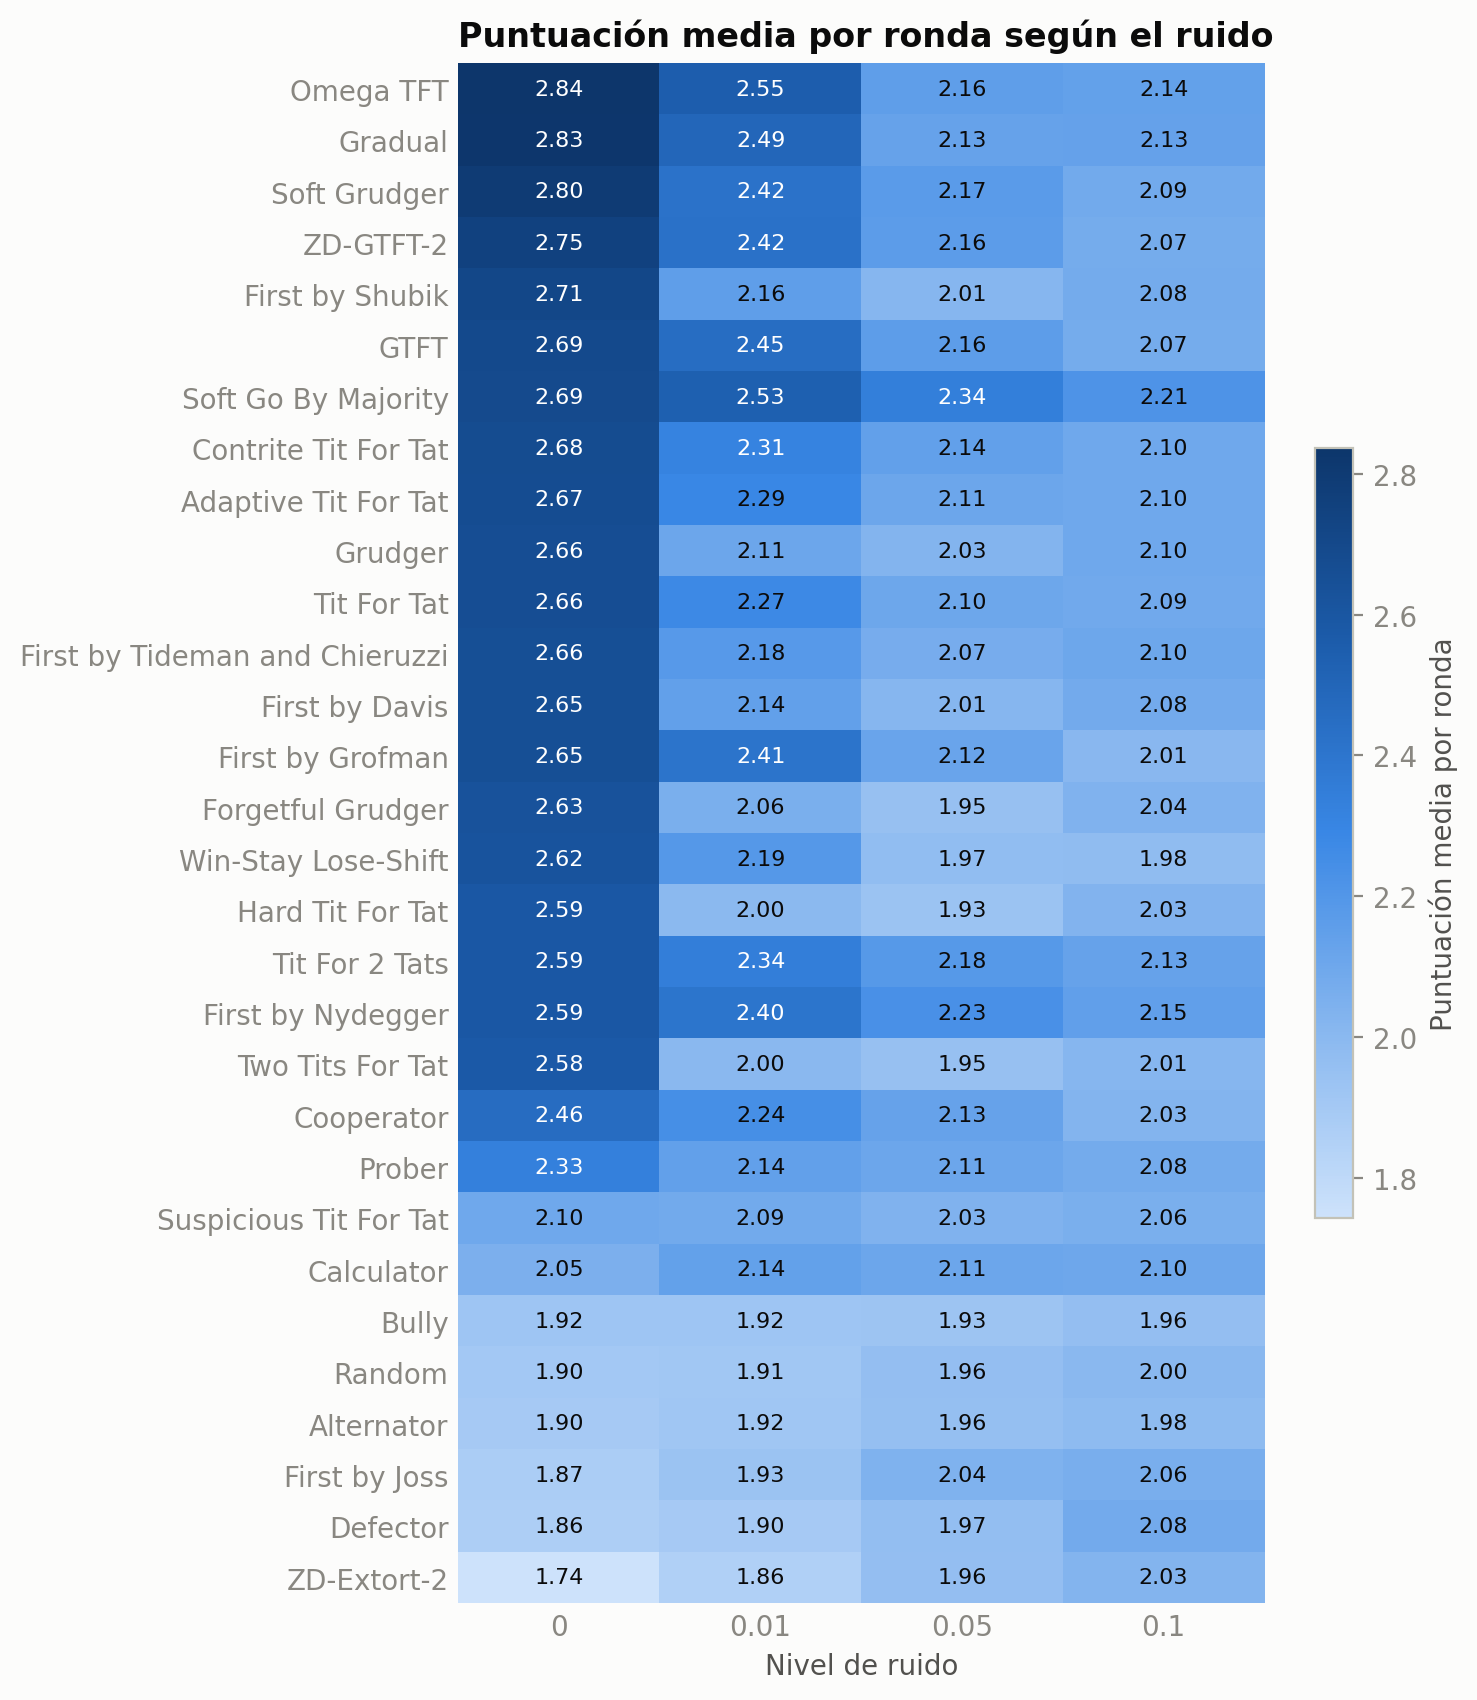 Puntuación media por ronda según el ruido
Omega TFT 2.84 2.55 2.16 2.14
Gradual 2.83 2.49 2.13 2.13
Soft Grudger 2.80 2.42 2.17 2.09
ZD-GTFT-2 2.75 2.42 2.16 2.07
First by Shubik 2.71 2.16 2.01 2.08
GTFT 2.69 2.45 2.16 2.07
Soft Go By Majority 2.69 2.53 2.34 2.21
Contrite Tit For Tat 2.68 2.31 2.14 2.10
Adaptive Tit For Tat 2.67 2.29 2.11 2.10
Grudger 2.66 2.11 2.03 2.10
Tit For Tat 2.66 2.27 2.10 2.09
First by Tideman and Chieruzzi 2.66 2.18 2.07 2.10
First by Davis 2.65 2.14 2.01 2.08
First by Grofman 2.65 2.41 2.12 2.01
Forgetful Grudger 2.63 2.06 1.95 2.04
Win-Stay Lose-Shift 2.62 2.19 1.97 1.98
Hard Tit For Tat 2.59 2.00 1.93 2.03
Tit For 2 Tats 2.59 2.34 2.18 2.13
First by Nydegger 2.59 2.40 2.23 2.15
Two Tits For Tat 2.58 2.00 1.95 2.01
Cooperator 2.46 2.24 2.13 2.03
Prober 2.33 2.14 2.11 2.08
Suspicious Tit For Tat 2.10 2.09 2.03 2.06
Calculator 2.05 2.14 2.11 2.10
Bully 1.92 1.92 1.93 1.96
Random 1.90 1.91 1.96 2.00
Alternator 1.90 1.92 1.96 1.98
First by Joss 1.87 1.93 2.04 2.06
Defector 1.86 1.90 1.97 2.08
ZD-Extort-2 1.74 1.86 1.96 2.03
0 0.01 0.05 0.1
Nivel de ruido
2.8
2.6
2.4
2.2
2.0
1.8
Puntuación media por ronda